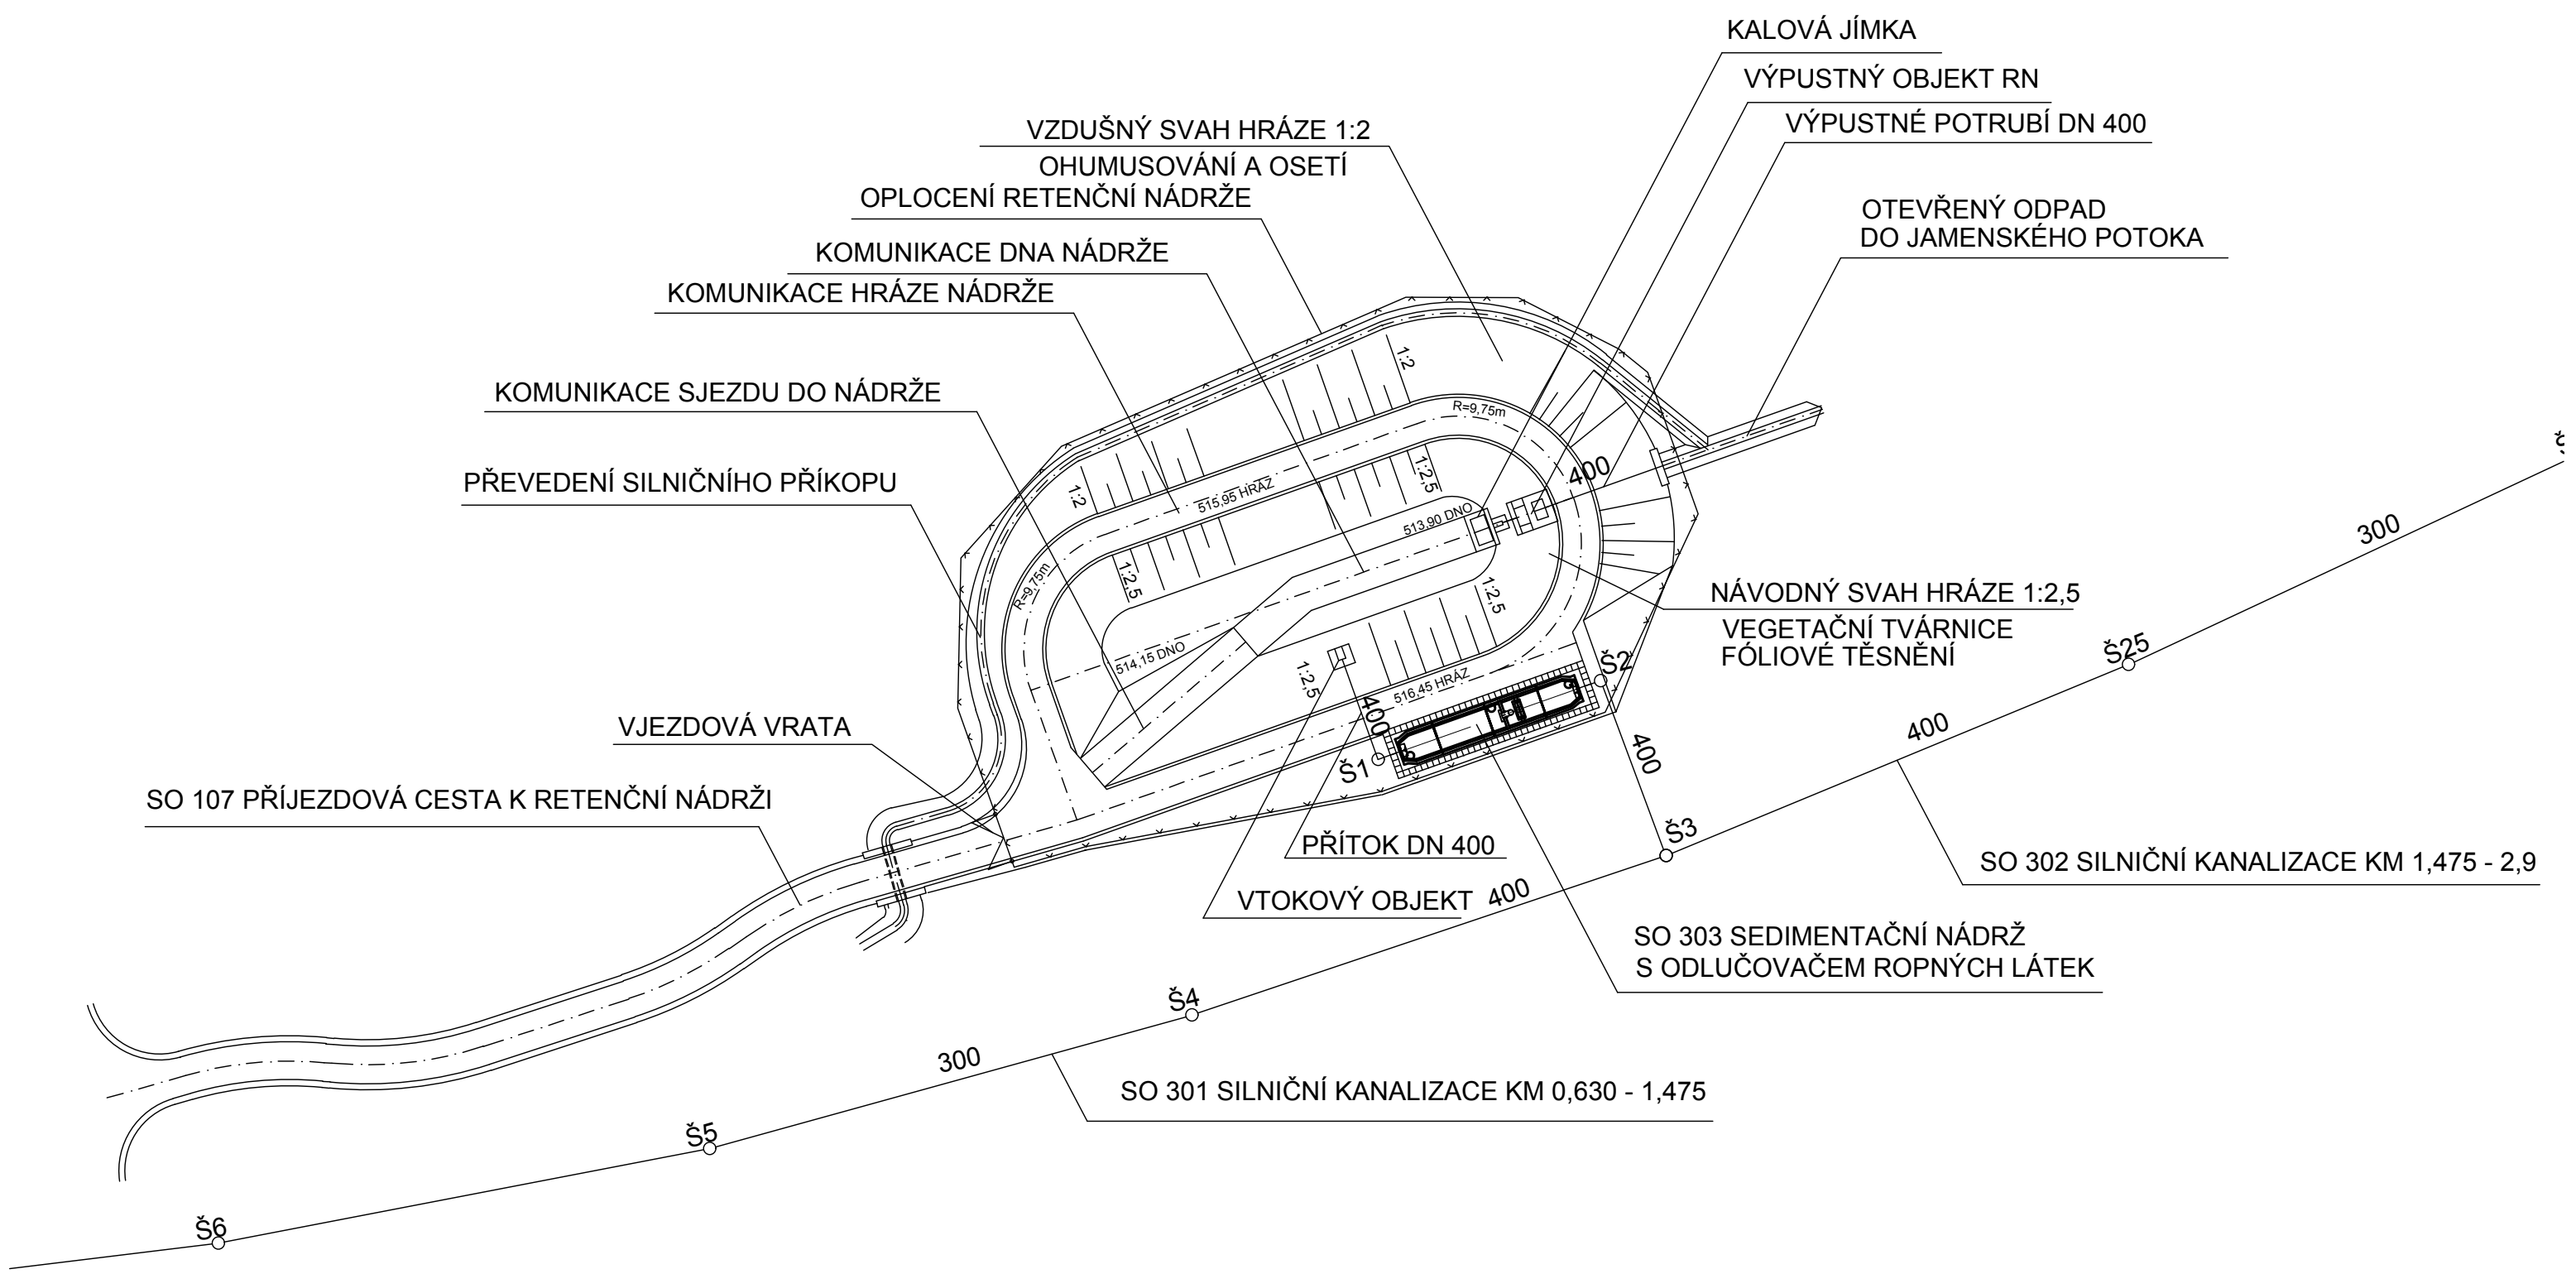 KALOVÁ JÍMKA
VÝPUSTNÝ OBJEKT RN
VÝPUSTNÉ POTRUBÍ DN 400
VZDUŠNÝ SVAH HRÁZE 1:2
OHUMUSOVÁNÍ A OSETÍ
OPLOCENÍ RETENČNÍ NÁDRŽE
OTEVŘENÝ ODPAD
DO JAMENSKÉHO POTOKA
KOMUNIKACE DNA NÁDRŽE
KOMUNIKACE HRÁZE NÁDRŽE
KOMUNIKACE SJEZDU DO NÁDRŽE
PŘEVEDENÍ SILNIČNÍHO PŘÍKOPU
1:2
R=9,75m
1:2
1:2,5
400
515,95 HRÁZ
513,90 DNO
300
1:2,5
R=9,75m
1:2,5
NÁVODNÝ SVAH HRÁZE 1:2,5
VEGETAČNÍ TVÁRNICE
FÓLIOVÉ TĚSNĚNÍ
514,15 DNO
1:2,5
516,45 HRÁZ
Š2
Š25
400
400
400
Š1
VJEZDOVÁ VRATA
SO 107 PŘÍJEZDOVÁ CESTA K RETENČNÍ NÁDRŽI
PŘÍTOK DN 400
Š3
SO 302 SILNIČNÍ KANALIZACE KM 1,475 - 2,9
VTOKOVÝ OBJEKT
400
SO 303 SEDIMENTAČNÍ NÁDRŽ
S ODLUČOVAČEM ROPNÝCH LÁTEK
Š4
300
SO 301 SILNIČNÍ KANALIZACE KM 0,630 - 1,475
Š5
Š6